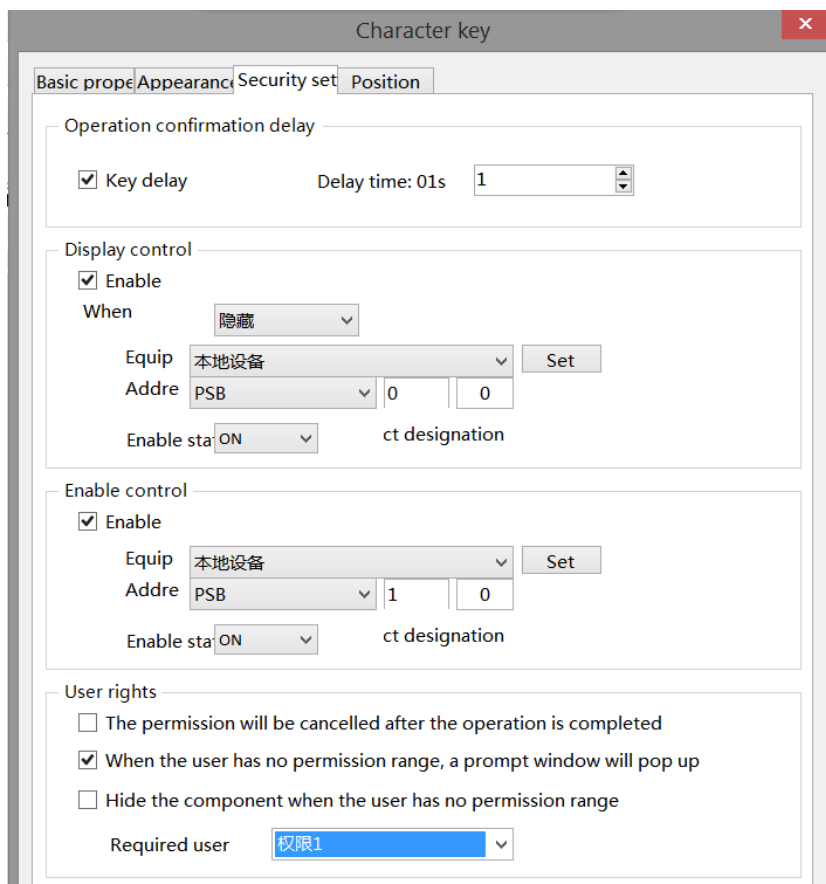 Character key
Basic prope Appearanc Security set Position
Operation confirmation delay
Key delay Delay time: 01s 1
Display control
Enable
When 隐藏
Equip 本地设备 Set
Addre PSB 0 0
Enable sta ON ct designation
Enable control
Enable
Equip 本地设备 Set
Addre PSB 1 0
Enable sta ON ct designation
User rights
The permission will be cancelled after the operation is completed
When the user has no permission range, a prompt window will pop up
Hide the component when the user has no permission range
Required user 权限1